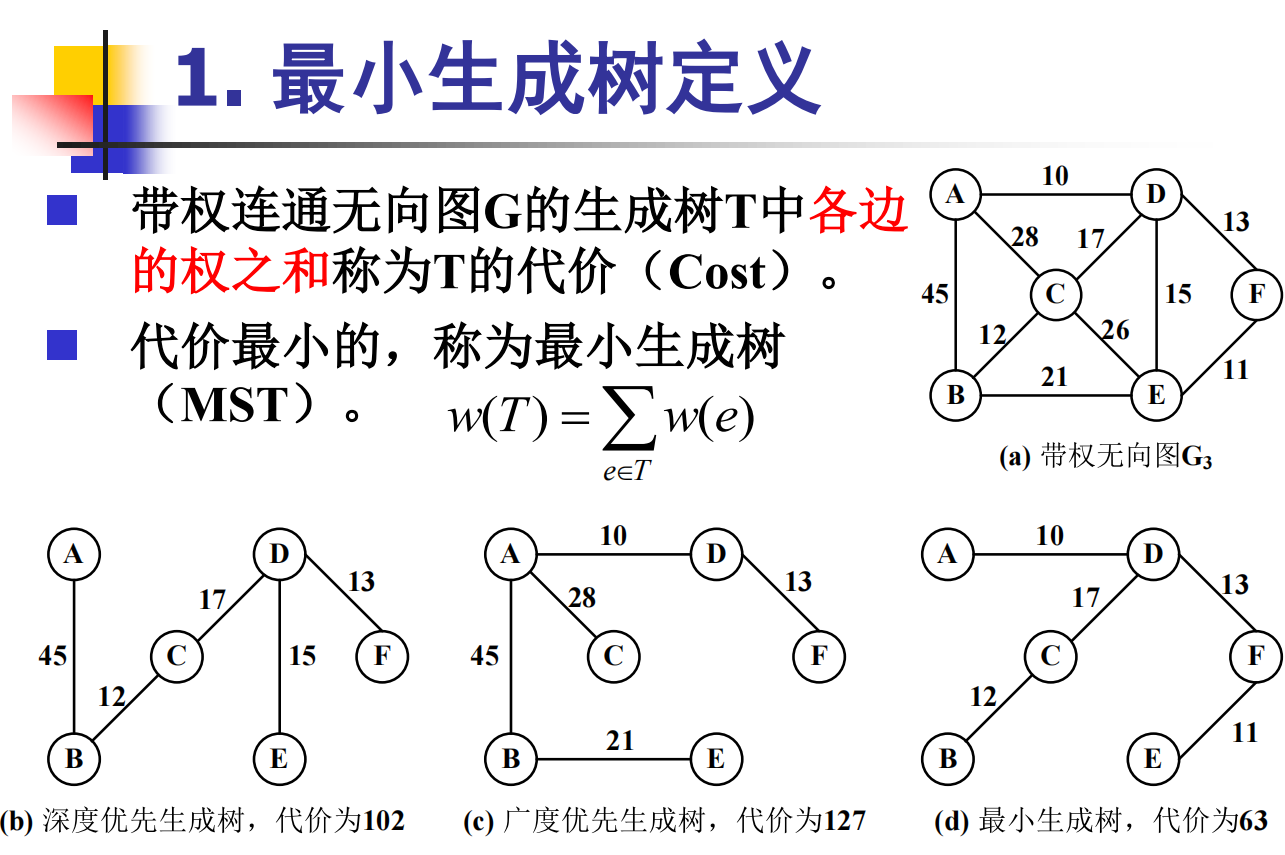 1. 最小生成树定义
带权连通无向图G的生成树T中各边
的权之和称为T的代价（Cost）。
代价最小的，称为最小生成树
（MST）。
w(T) = ∑ w(e)
e∈T
A 10 D
28 17 13
45 C 15 F
12 26
B 21 E 11
(a) 带权无向图G₃
A D
17 13
45 C 15 F
12
B E
(b) 深度优先生成树，代价为102
A 10 D
28 13
45 C F
B 21 E
(c) 广度优先生成树，代价为127
A 10 D
17 13
C F
12 11
B E
(d) 最小生成树，代价为63